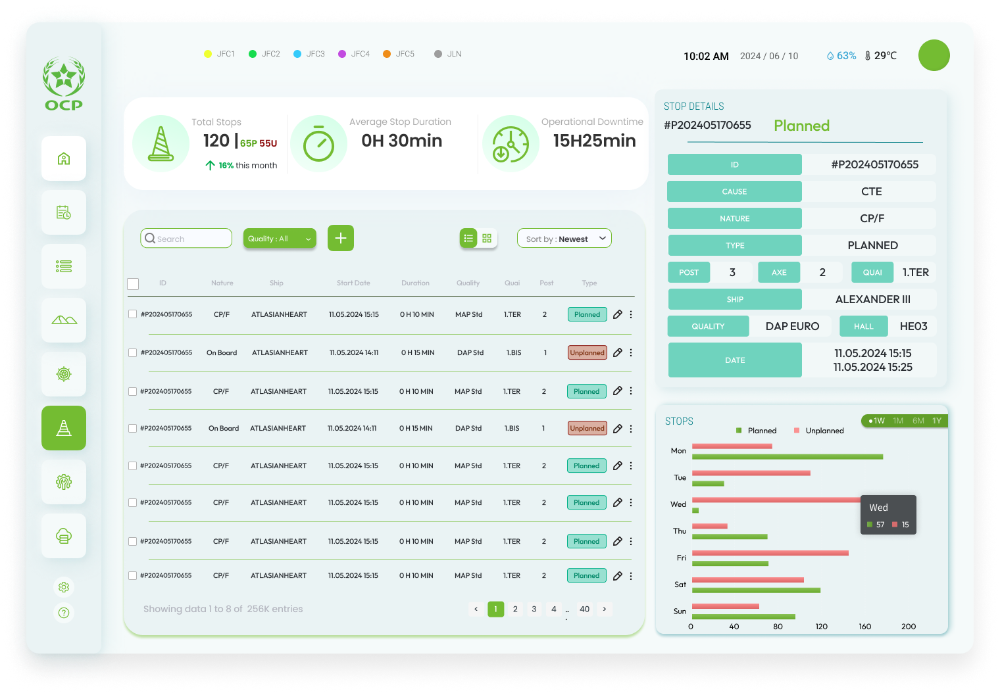 OCP
JFC1 JFC2 JFC3 JFC4 JFC5 JLN
10:02 AM 2024 / 06 / 10 63% 29°C
Total Stops
120 | 65P 55U
16% this month
Average Stop Duration
0H 30min
Operational Downtime
15H25min
Search
Quality : All
Sort by : Newest
ID Nature Ship Start Date Duration Quality Quai Post Type
#P202405170655 CP/F ATLASIANHEART 11.05.2024 15:15 0 H 10 MIN MAP Std 1.TER 2 Planned
#P202405170655 On Board ATLASIANHEART 11.05.2024 14:11 0 H 15 MIN DAP Std 1.BIS 1 Unplanned
#P202405170655 CP/F ATLASIANHEART 11.05.2024 15:15 0 H 10 MIN MAP Std 1.TER 2 Planned
#P202405170655 On Board ATLASIANHEART 11.05.2024 14:11 0 H 15 MIN DAP Std 1.BIS 1 Unplanned
#P202405170655 CP/F ATLASIANHEART 11.05.2024 15:15 0 H 10 MIN MAP Std 1.TER 2 Planned
#P202405170655 CP/F ATLASIANHEART 11.05.2024 15:15 0 H 10 MIN MAP Std 1.TER 2 Planned
#P202405170655 CP/F ATLASIANHEART 11.05.2024 15:15 0 H 10 MIN MAP Std 1.TER 2 Planned
#P202405170655 CP/F ATLASIANHEART 11.05.2024 15:15 0 H 10 MIN MAP Std 1.TER 2 Planned
Showing data 1 to 8 of 256K entries
< 1 2 3 4 ... 40 >
STOP DETAILS
#P202405170655 Planned
ID #P202405170655
CAUSE CTE
NATURE CP/F
TYPE PLANNED
POST 3 AXE 2 QUAI 1.TER
SHIP ALEXANDER III
QUALITY DAP EURO HALL HE03
DATE 11.05.2024 15:15
11.05.2024 15:25
STOPS
1W 1M 6M 1Y
Planned Unplanned
Mon
Tue
Wed
Thu
Fri
Sat
Sun
0 40 80 120 160 200
Wed
57 15